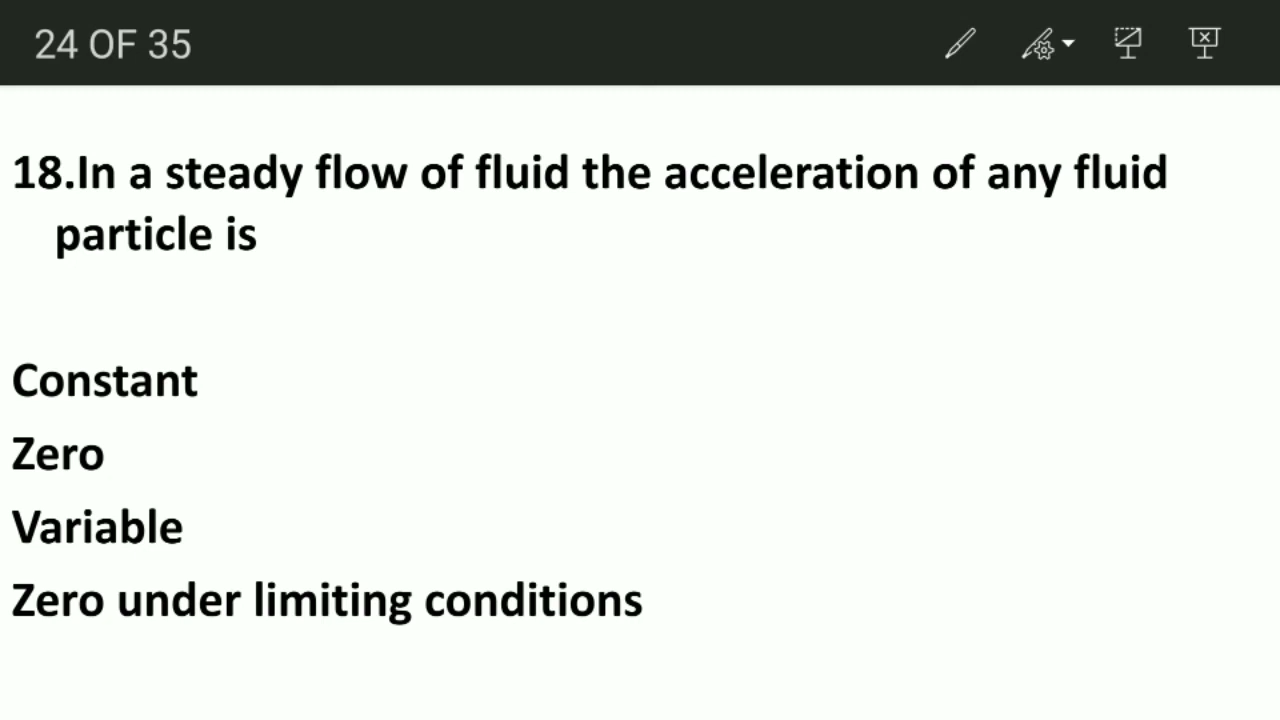 24 OF 35
18.In a steady flow of fluid the acceleration of any fluid
particle is
Constant
Zero
Variable
Zero under limiting conditions